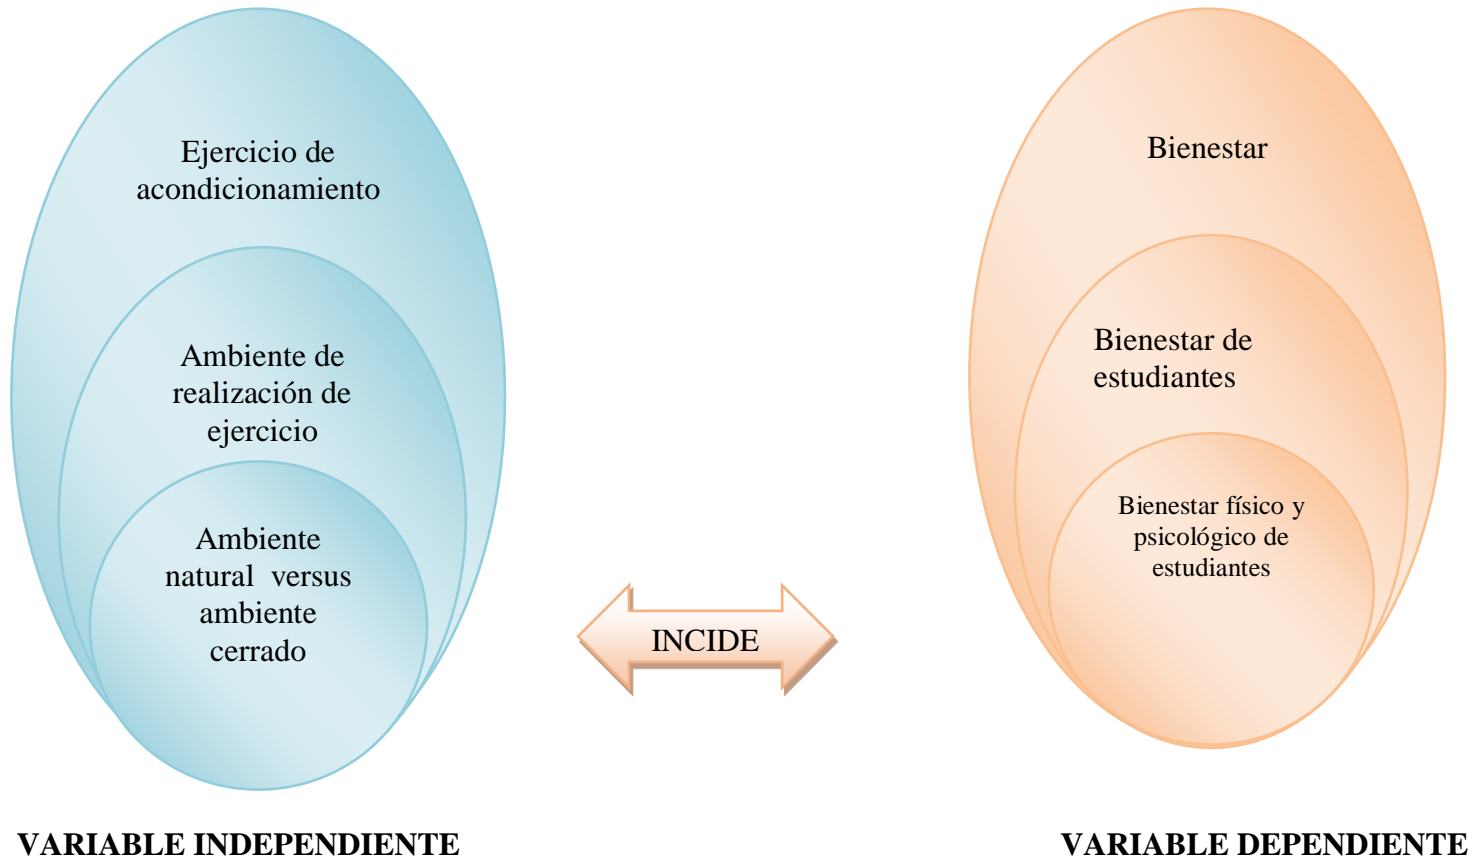 Ejercicio de
acondicionamiento
Ambiente de
realización de
ejercicio
Ambiente
natural versus
ambiente
cerrado
INCIDE
Bienestar
Bienestar de
estudiantes
Bienestar físico y
psicológico de
estudiantes
VARIABLE INDEPENDIENTE
VARIABLE DEPENDIENTE